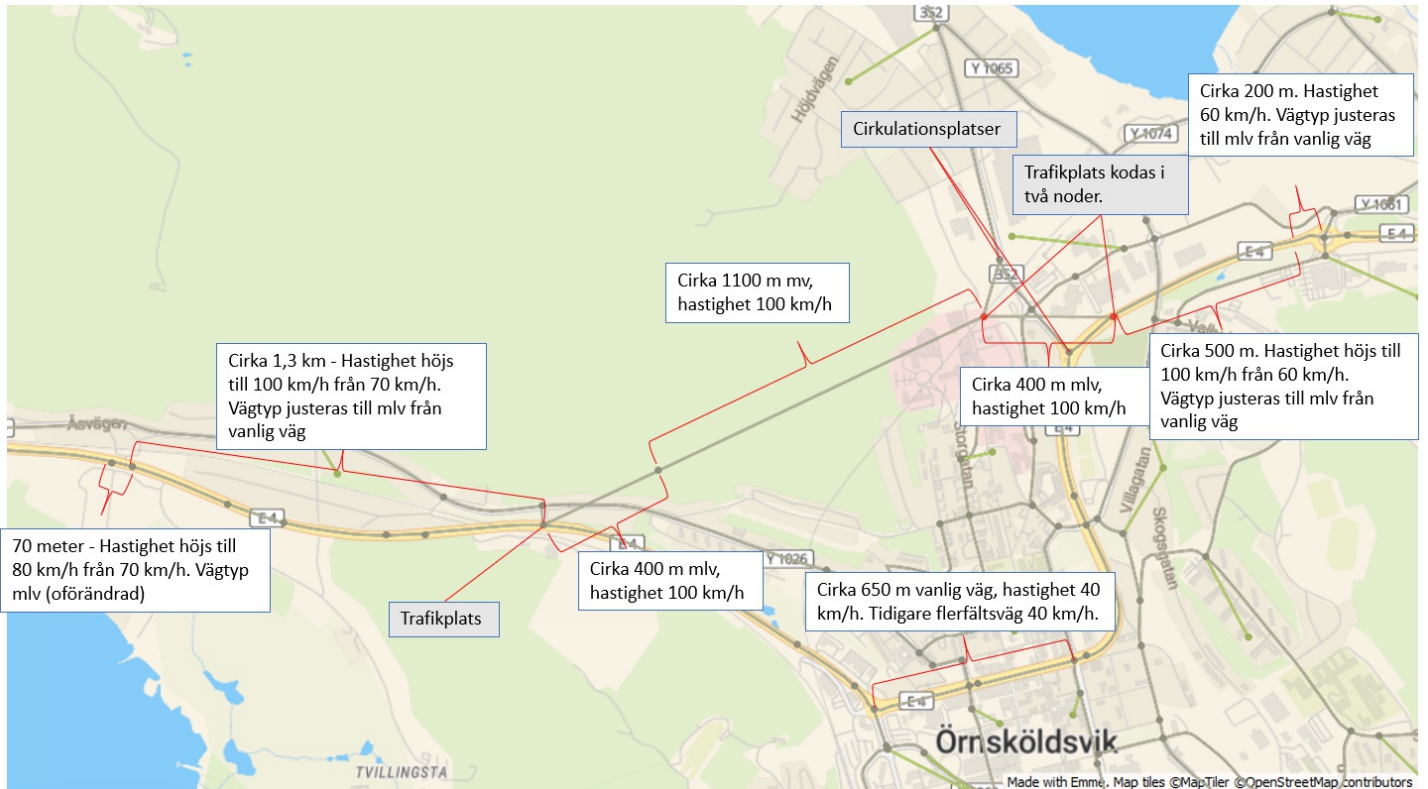 352
Y 1065
Höjdvägen
Cirka 200 m. Hastighet
60 km/h. Vägtyp justeras
till mlv från vanlig väg
Cirkulationsplatser
Y 1074
Trafikplats kodas i
två noder.
Y 1061
E 4
E 4
352
Cirka 1100 m mv,
hastighet 100 km/h
Cirka 1,3 km - Hastighet höjs
till 100 km/h från 70 km/h.
Vägtyp justeras till mlv från
vanlig väg
Cirka 400 m mlv,
hastighet 100 km/h
Cirka 500 m. Hastighet höjs till
100 km/h från 60 km/h.
Vägtyp justeras till mlv från
vanlig väg
Åsvägen
Storgatan
Villagatan
Skogsgatan
E 4
E 4
70 meter - Hastighet höjs till
80 km/h från 70 km/h. Vägtyp
mlv (oförändrad)
Y 1026
Cirka 400 m mlv,
hastighet 100 km/h
Cirka 650 m vanlig väg, hastighet 40
km/h. Tidigare flerfältsväg 40 km/h.
Trafikplats
E 4
Örnsköldsvik
TVILLINGSTA
Made with Emme. Map tiles ©MapTiler ©OpenStreetMap contributors